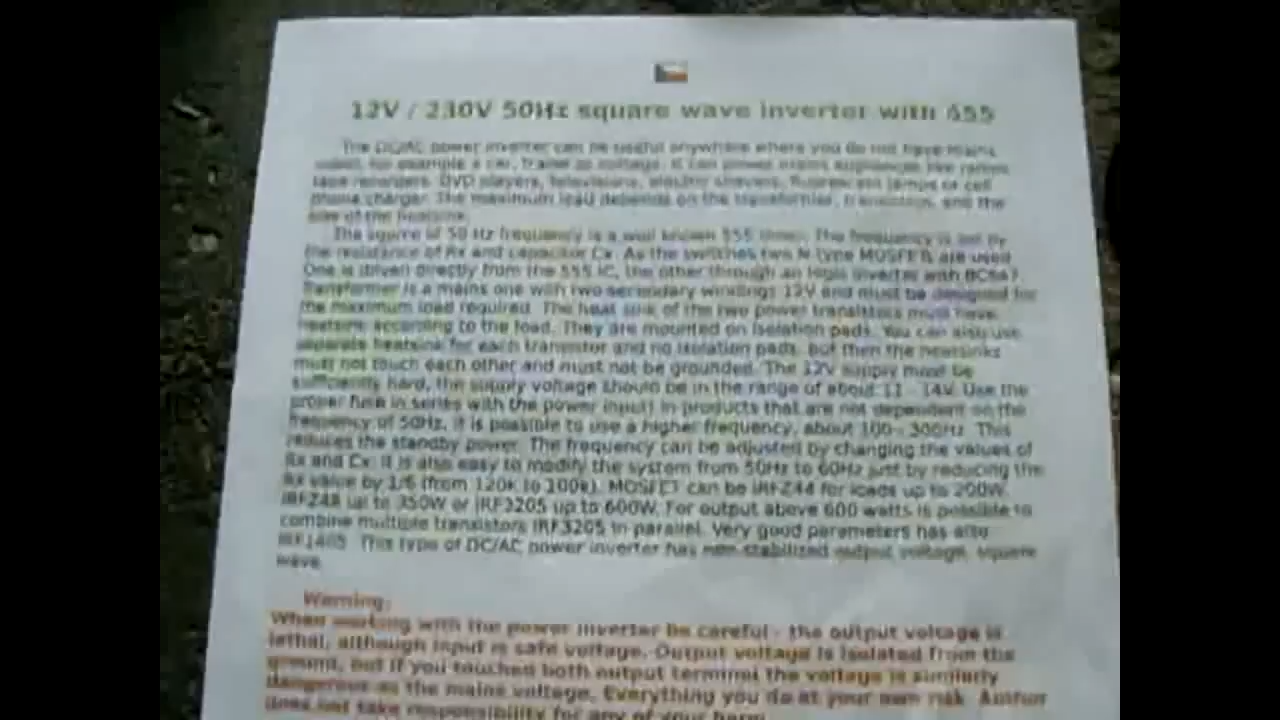 12V / 230V 50Hz square wave inverter with 555
The DC/AC power inverter can be useful anywhere where you do not have mains
for example a car, trailer voltage. It can power mains appliances like
tape recorders, DVD players, televisions, electric shavers, fluorescent lamps or cell
phone charger. The maximum load depends on the transformer, transistors, and the
size of the heatsink.
The source of 50 Hz frequency is a well known 555 timer. The frequency is set by
the resistance of Rx and capacitor Cx. As the switches two N type MOSFETs are used
One is driven directly from the 555 IC, the other through an inverter with BC547.
Transformer is a mains one with two secondary windings 12V and must be designed for
the maximum load required. The heat sink of the two power transistors must have
heatsink according to the load. They are mounted on isolation pads. You can also use
separate heatsink for each transistor and no isolation pads, but then the heatsinks
must not touch each other and must not be grounded. The 12V supply must be
sufficiently hard, the supply voltage should be in the range of about 11 - 14V. Use the
proper fuse in series with the power input! In products that are not dependent on the
frequency of 50Hz, it is possible to use a higher frequency, about 100 - 300Hz. This
reduces the standby power. The frequency can be adjusted by changing the values of
Rx and Cx. It is also easy to modify the system from 50Hz to 60Hz just by reducing the
Rx value by 1/6 (from 120k to 100k). MOSFET can be IRFZ44 for loads up to 200W,
IRFZ48 up to 350W or IRF3205 up to 600W. For output above 600 watts is possible to
combine multiple transistors IRF3205 in parallel. Very good parameters has also
IRF1405. This type of DC/AC power inverter has non-stabilized output voltage, square
wave.
Warning:
When working with the power inverter be careful - the output voltage is
lethal, although input is safe voltage. Output voltage is isolated from the
ground, but if you touched both output terminal the voltage is similarly
dangerous as the mains voltage. Everything you do at your own risk. Author
does not take responsibility for any of your harm.